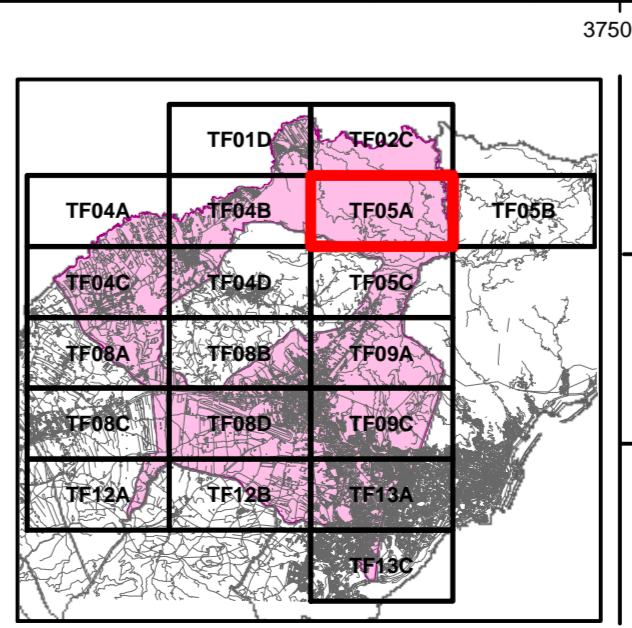 3750
TF01D TF02C
TF04A TF04B TF05A TF05B
TF04C TF04D TF05C
TF08A TF08B TF09A
TF08C TF08D TF09C
TF12A TF12B TF13A
TF13C